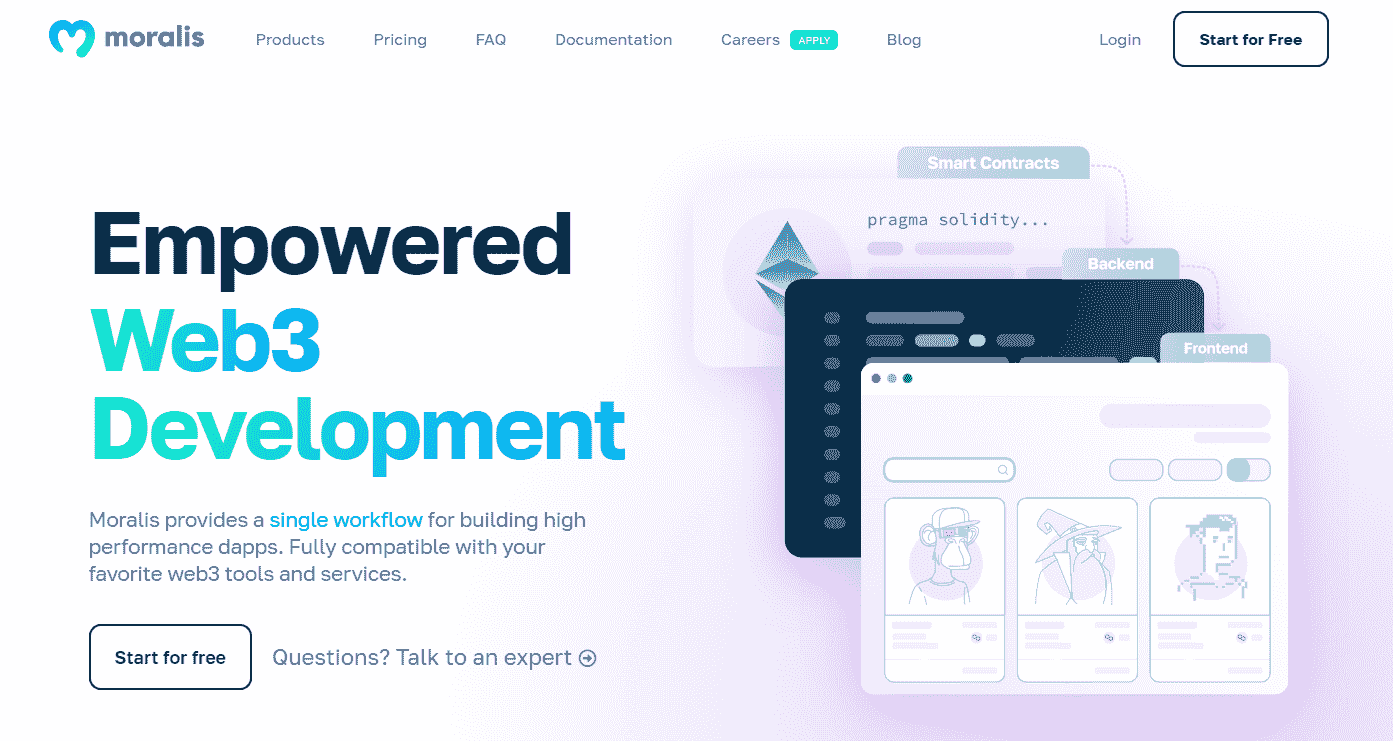 moralis
Products Pricing FAQ Documentation Careers APPLY Blog Login Start for Free
Smart Contracts
pragma solidity...
Backend
Frontend
Empowered
Web3
Development
Moralis provides a single workflow for building high
performance dapps. Fully compatible with your
favorite web3 tools and services.
Start for free Questions? Talk to an expert